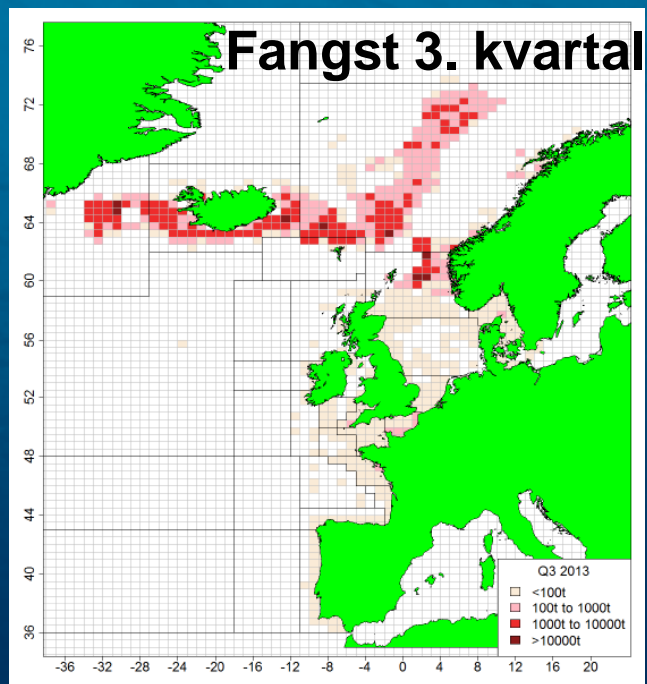 Fangst 3. kvartal
76
72
68
64
60
56
52
48
44
40
36
Q3 2013
<100t
100t to 1000t
1000t to 10000t
>10000t
-36 -32 -28 -24 -20 -16 -12 -8 -4 0 4 8 12 16 20